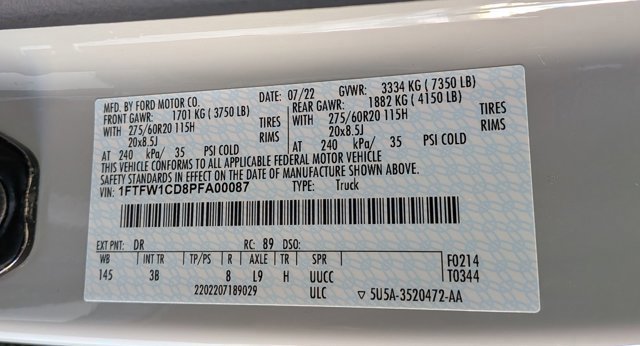 MFD. BY FORD MOTOR CO. DATE: 07/22 GVWR: 3334 KG ( 7350 LB)
FRONT GAWR: 1701 KG ( 3750 LB) REAR GAWR: 1882 KG ( 4150 LB)
WITH 275/60R20 115H TIRES WITH 275/60R20 115H TIRES
20x8.5J RIMS 20x8.5J RIMS
AT 240 kPa/ 35 PSI COLD AT 240 kPa/ 35 PSI COLD
THIS VEHICLE CONFORMS TO ALL APPLICABLE FEDERAL MOTOR VEHICLE
SAFETY STANDARDS IN EFFECT ON THE DATE OF MANUFACTURE SHOWN ABOVE.
VIN: 1FTFW1CD8PFA00087 TYPE: Truck
EXT PNT: DR RC: 89 DSO: F0214
WB INT TR TP/PS R AXLE TR SPR T0344
145 3B 8 L9 H UUCC
2202207189029 ULC ▽ 5U5A-3520472-AA